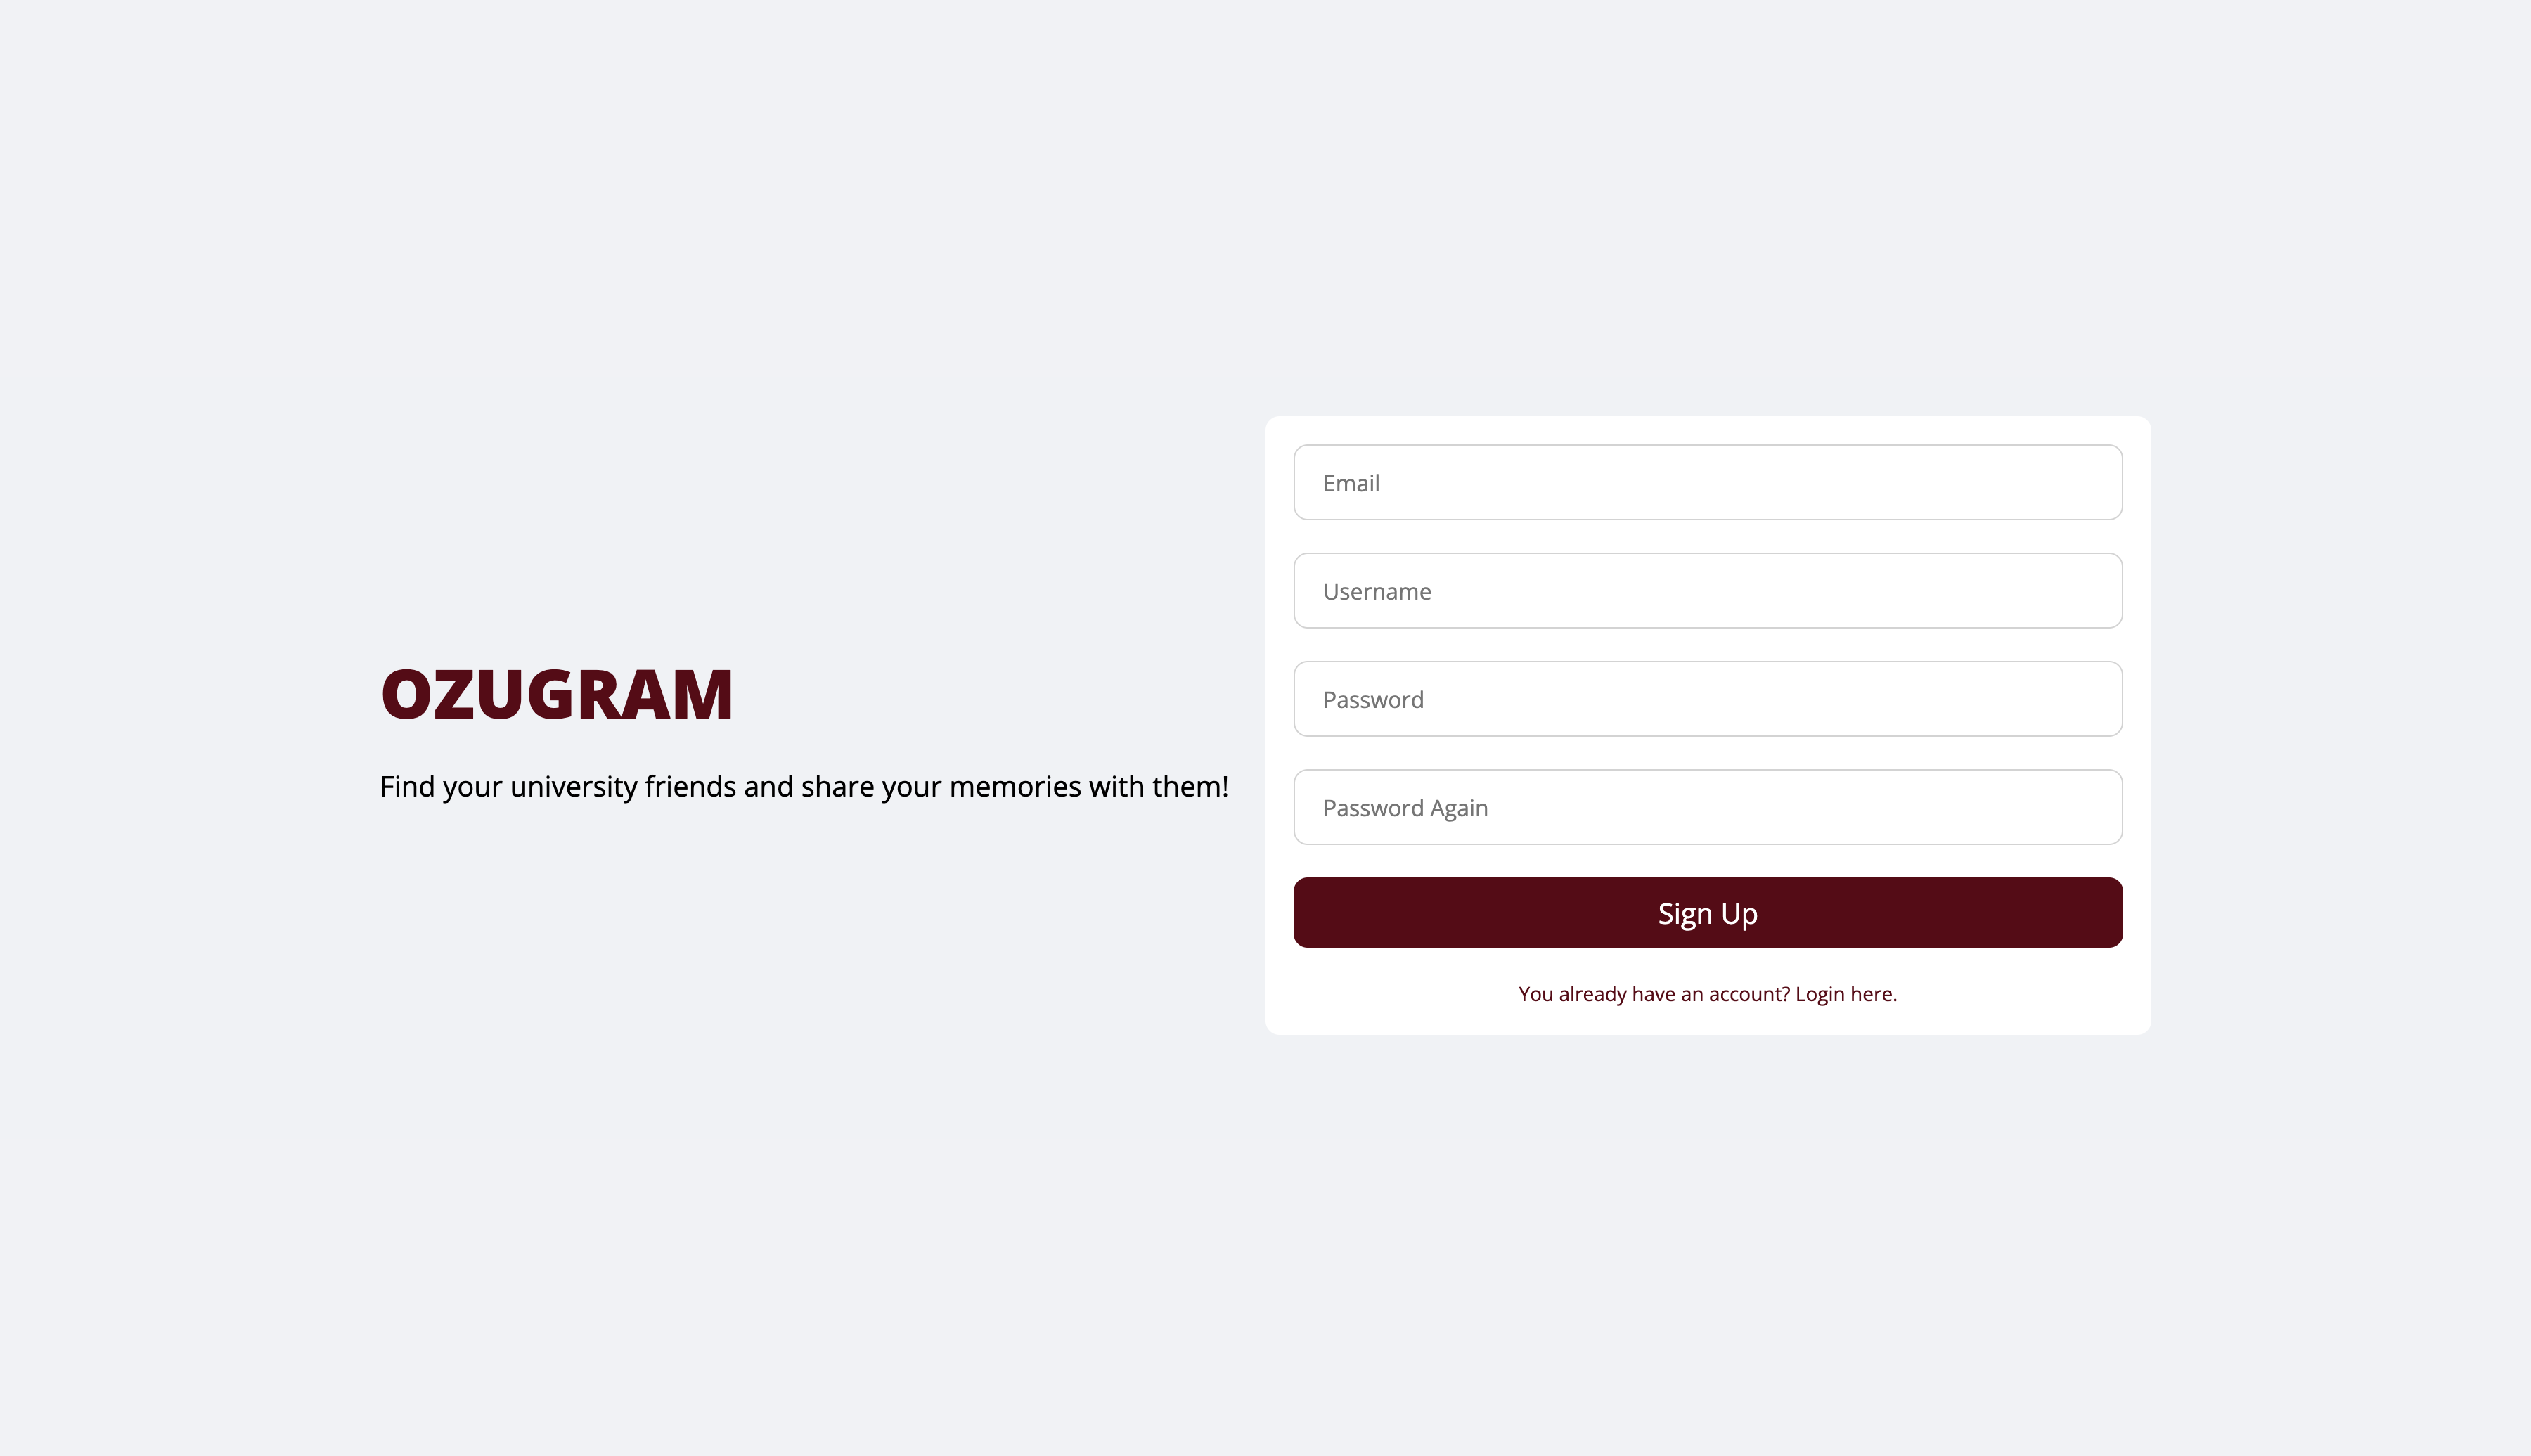 OZUGRAM
Find your university friends and share your memories with them!
Email
Username
Password
Password Again
Sign Up
You already have an account? Login here.